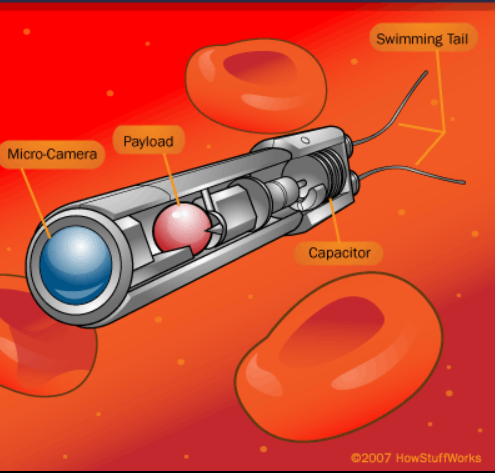 Swimming Tail
Payload
Micro-Camera
Capacitor
©2007 HowStuffWorks